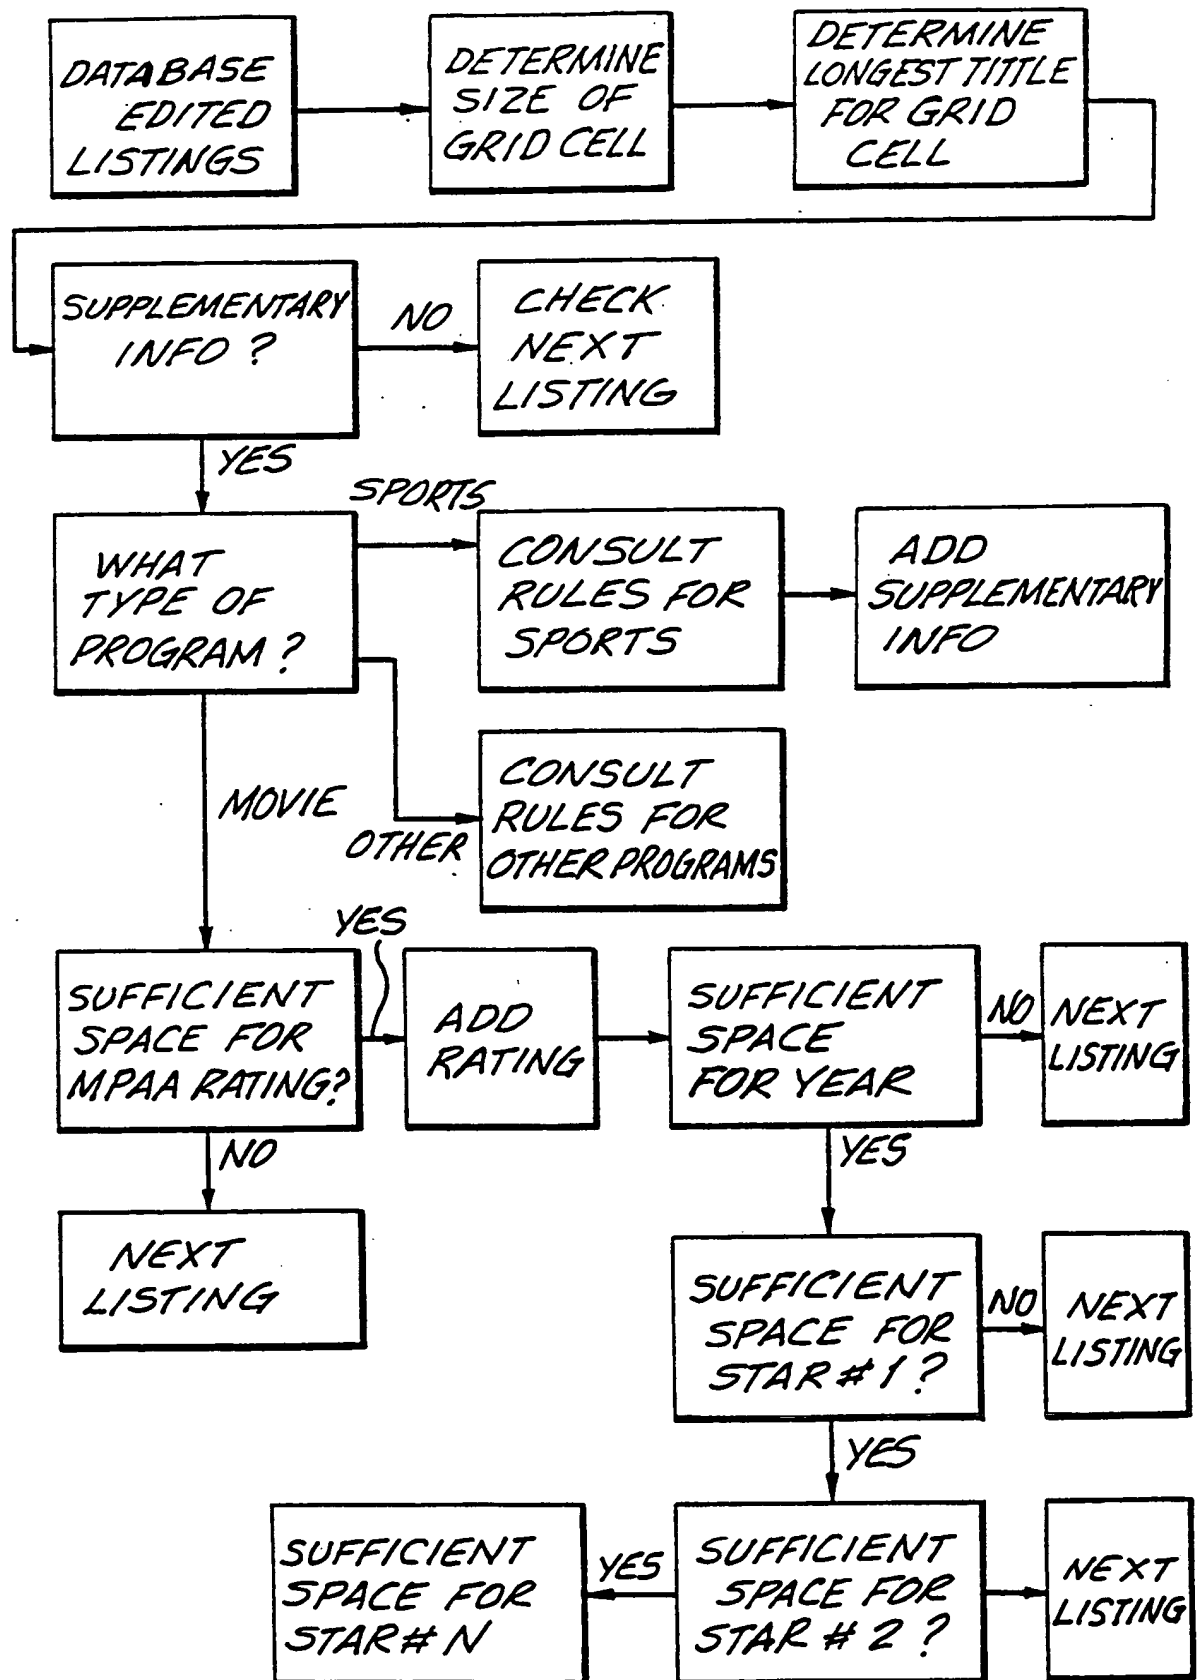 DATABASE
EDITED
LISTINGS
DETERMINE
SIZE OF
GRID CELL
DETERMINE
LONGEST TITTLE
FOR GRID
CELL
SUPPLEMENTARY
INFO ?
NO
CHECK
NEXT
LISTING
YES
WHAT
TYPE OF
PROGRAM ?
SPORTS
CONSULT
RULES FOR
SPORTS
ADD
SUPPLEMENTARY
INFO
MOVIE
OTHER
CONSULT
RULES FOR
OTHER PROGRAMS
SUFFICIENT
SPACE FOR
MPAA RATING?
YES
ADD
RATING
SUFFICIENT
SPACE
FOR YEAR
NO
NEXT
LISTING
NO
NEXT
LISTING
YES
SUFFICIENT
SPACE FOR
STAR # 1 ?
NO
NEXT
LISTING
YES
SUFFICIENT
SPACE FOR
STAR # 2 ?
NEXT
LISTING
YES
SUFFICIENT
SPACE FOR
STAR # N